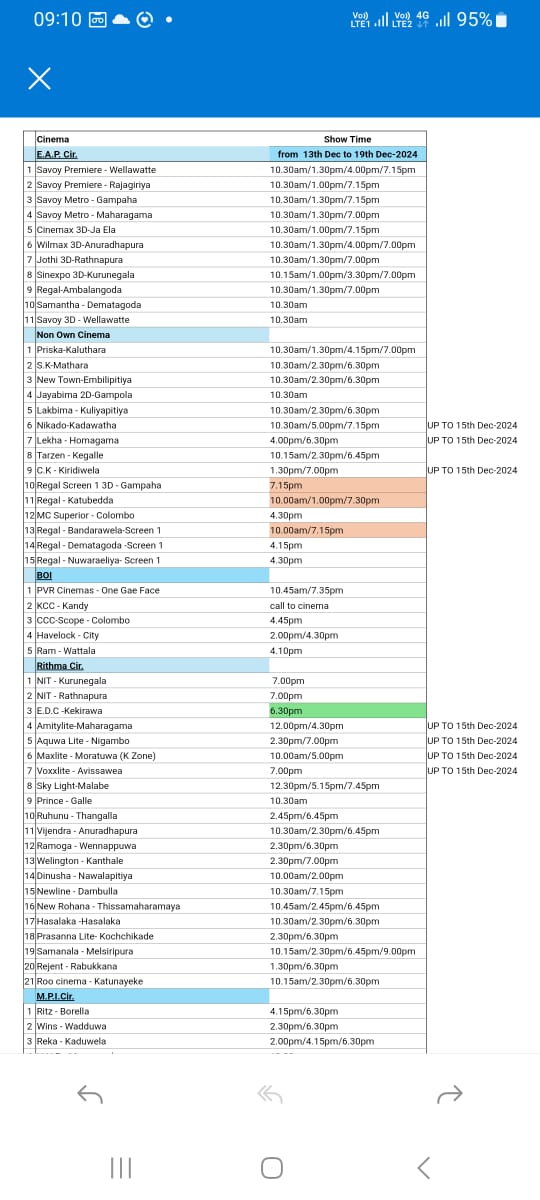 09:10 Vo)) LTE1 Vo)) LTE2 4G 95%
Cinema Show Time
E.A.P. Cir. from 13th Dec to 19th Dec-2024
1 Savoy Premiere - Wellawatte 10.30am/1.30pm/4.00pm/7.15pm
2 Savoy Premiere - Rajagiriya 10.30am/1.00pm/7.15pm
3 Savoy Metro - Gampaha 10.30am/1.30pm/7.15pm
4 Savoy Metro - Maharagama 10.30am/1.30pm/7.00pm
5 Cinemax 3D-Ja Ela 10.30am/1.00pm/7.15pm
6 Wilmax 3D-Anuradhapura 10.30am/1.30pm/4.00pm/7.00pm
7 Jothi 3D-Rathnapura 10.30am/1.30pm/7.00pm
8 Sinexpo 3D-Kurunegala 10.15am/1.00pm/3.30pm/7.00pm
9 Regal-Ambalangoda 10.30am/1.30pm/7.00pm
10 Samantha - Dematagoda 10.30am
11 Savoy 3D - Wellawatte 10.30am
Non Own Cinema
1 Priska-Kaluthara 10.30am/1.30pm/4.15pm/7.00pm
2 S.K-Mathara 10.30am/2.30pm/6.30pm
3 New Town-Embilipitiya 10.30am/2.30pm/6.30pm
4 Jayabima 2D-Gampola 10.30am
5 Lakbima - Kuliyapitiya 10.30am/2.30pm/6.30pm
6 Nikado-Kadawatha 10.30am/5.00pm/7.15pm UP TO 15th Dec-2024
7 Lekha - Homagama 4.00pm/6.30pm UP TO 15th Dec-2024
8 Tarzen - Kegalle 10.15am/2.30pm/6.45pm
9 C.K - Kiridiwela 1.30pm/7.00pm UP TO 15th Dec-2024
10 Regal Screen 1 3D - Gampaha 7.15pm
11 Regal - Katubedda 10.00am/1.00pm/7.30pm
12 MC Superior - Colombo 4.30pm
13 Regal - Bandarawela-Screen 1 10.00am/7.15pm
14 Regal - Dematagoda -Screen 1 4.15pm
15 Regal - Nuwaraeliya- Screen 1 4.30pm
BOI
1 PVR Cinemas - One Gae Face 10.45am/7.35pm
2 KCC - Kandy call to cinema
3 CCC-Scope - Colombo 4.45pm
4 Havelock - City 2.00pm/4.30pm
5 Ram - Wattala 4.10pm
Rithma Cir.
1 NIT - Kurunegala 7.00pm
2 NIT - Rathnapura 7.00pm
3 E.D.C -Kekirawa 6.30pm
4 Amitylite-Maharagama 12.00pm/4.30pm UP TO 15th Dec-2024
5 Aquwa Lite - Nigambo 2.30pm/7.00pm UP TO 15th Dec-2024
6 Maxlite - Moratuwa (K Zone) 10.00am/5.00pm UP TO 15th Dec-2024
7 Voxxlite - Avissawea 7.00pm UP TO 15th Dec-2024
8 Sky Light-Malabe 12.30pm/5.15pm/7.45pm
9 Prince - Galle 10.30am
10 Ruhunu - Thangalla 2.45pm/6.45pm
11 Vijendra - Anuradhapura 10.30am/2.30pm/6.45pm
12 Ramoga - Wennappuwa 2.30pm/6.30pm
13 Welington - Kanthale 2.30pm/7.00pm
14 Dinusha - Nawalapitiya 10.00am/2.00pm
15 Newline - Dambulla 10.30am/7.15pm
16 New Rohana - Thissamaharamaya 10.45am/2.45pm/6.45pm
17 Hasalaka -Hasalaka 10.30am/2.30pm/6.30pm
18 Prasanna Lite- Kochchikade 2.30pm/6.30pm
19 Samanala - Melsiripura 10.15am/2.30pm/6.45pm/9.00pm
20 Rejent - Rabukkana 1.30pm/6.30pm
21 Roo cinema - Katunayeke 10.15am/2.30pm/6.30pm
M.P.I.Cir.
1 Ritz - Borella 4.15pm/6.30pm
2 Wins - Wadduwa 2.30pm/6.30pm
3 Reka - Kaduwela 2.00pm/4.15pm/6.30pm